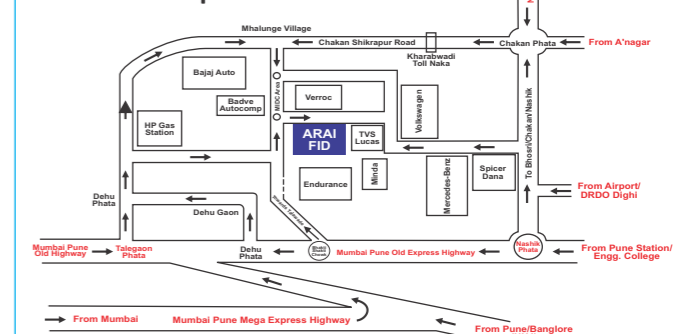 Mhalunge Village
Chakan Shikrapur Road
Chakan Phata
From A'nagar
Kharabwadi
Toll Naka
Bajaj Auto
Badve
Autocomp
MIDC Area
Verroc
Volkswagen
To Bhosri/Chakan/Nashik
HP Gas
Station
ARAI
FID
TVS
Lucas
Endurance
Minda
Mercedes-Benz
Spicer
Dana
Dehu
Phata
Dehu Gaon
From Airport/
DRDO Dighi
Mumbai Pune
Old Highway
Talegaon
Phata
Dehu
Phata
Chowk
Mumbai Pune Old Express Highway
Nashik
Phata
From Pune Station/
Engg. College
From Mumbai
Mumbai Pune Mega Express Highway
From Pune/Banglore